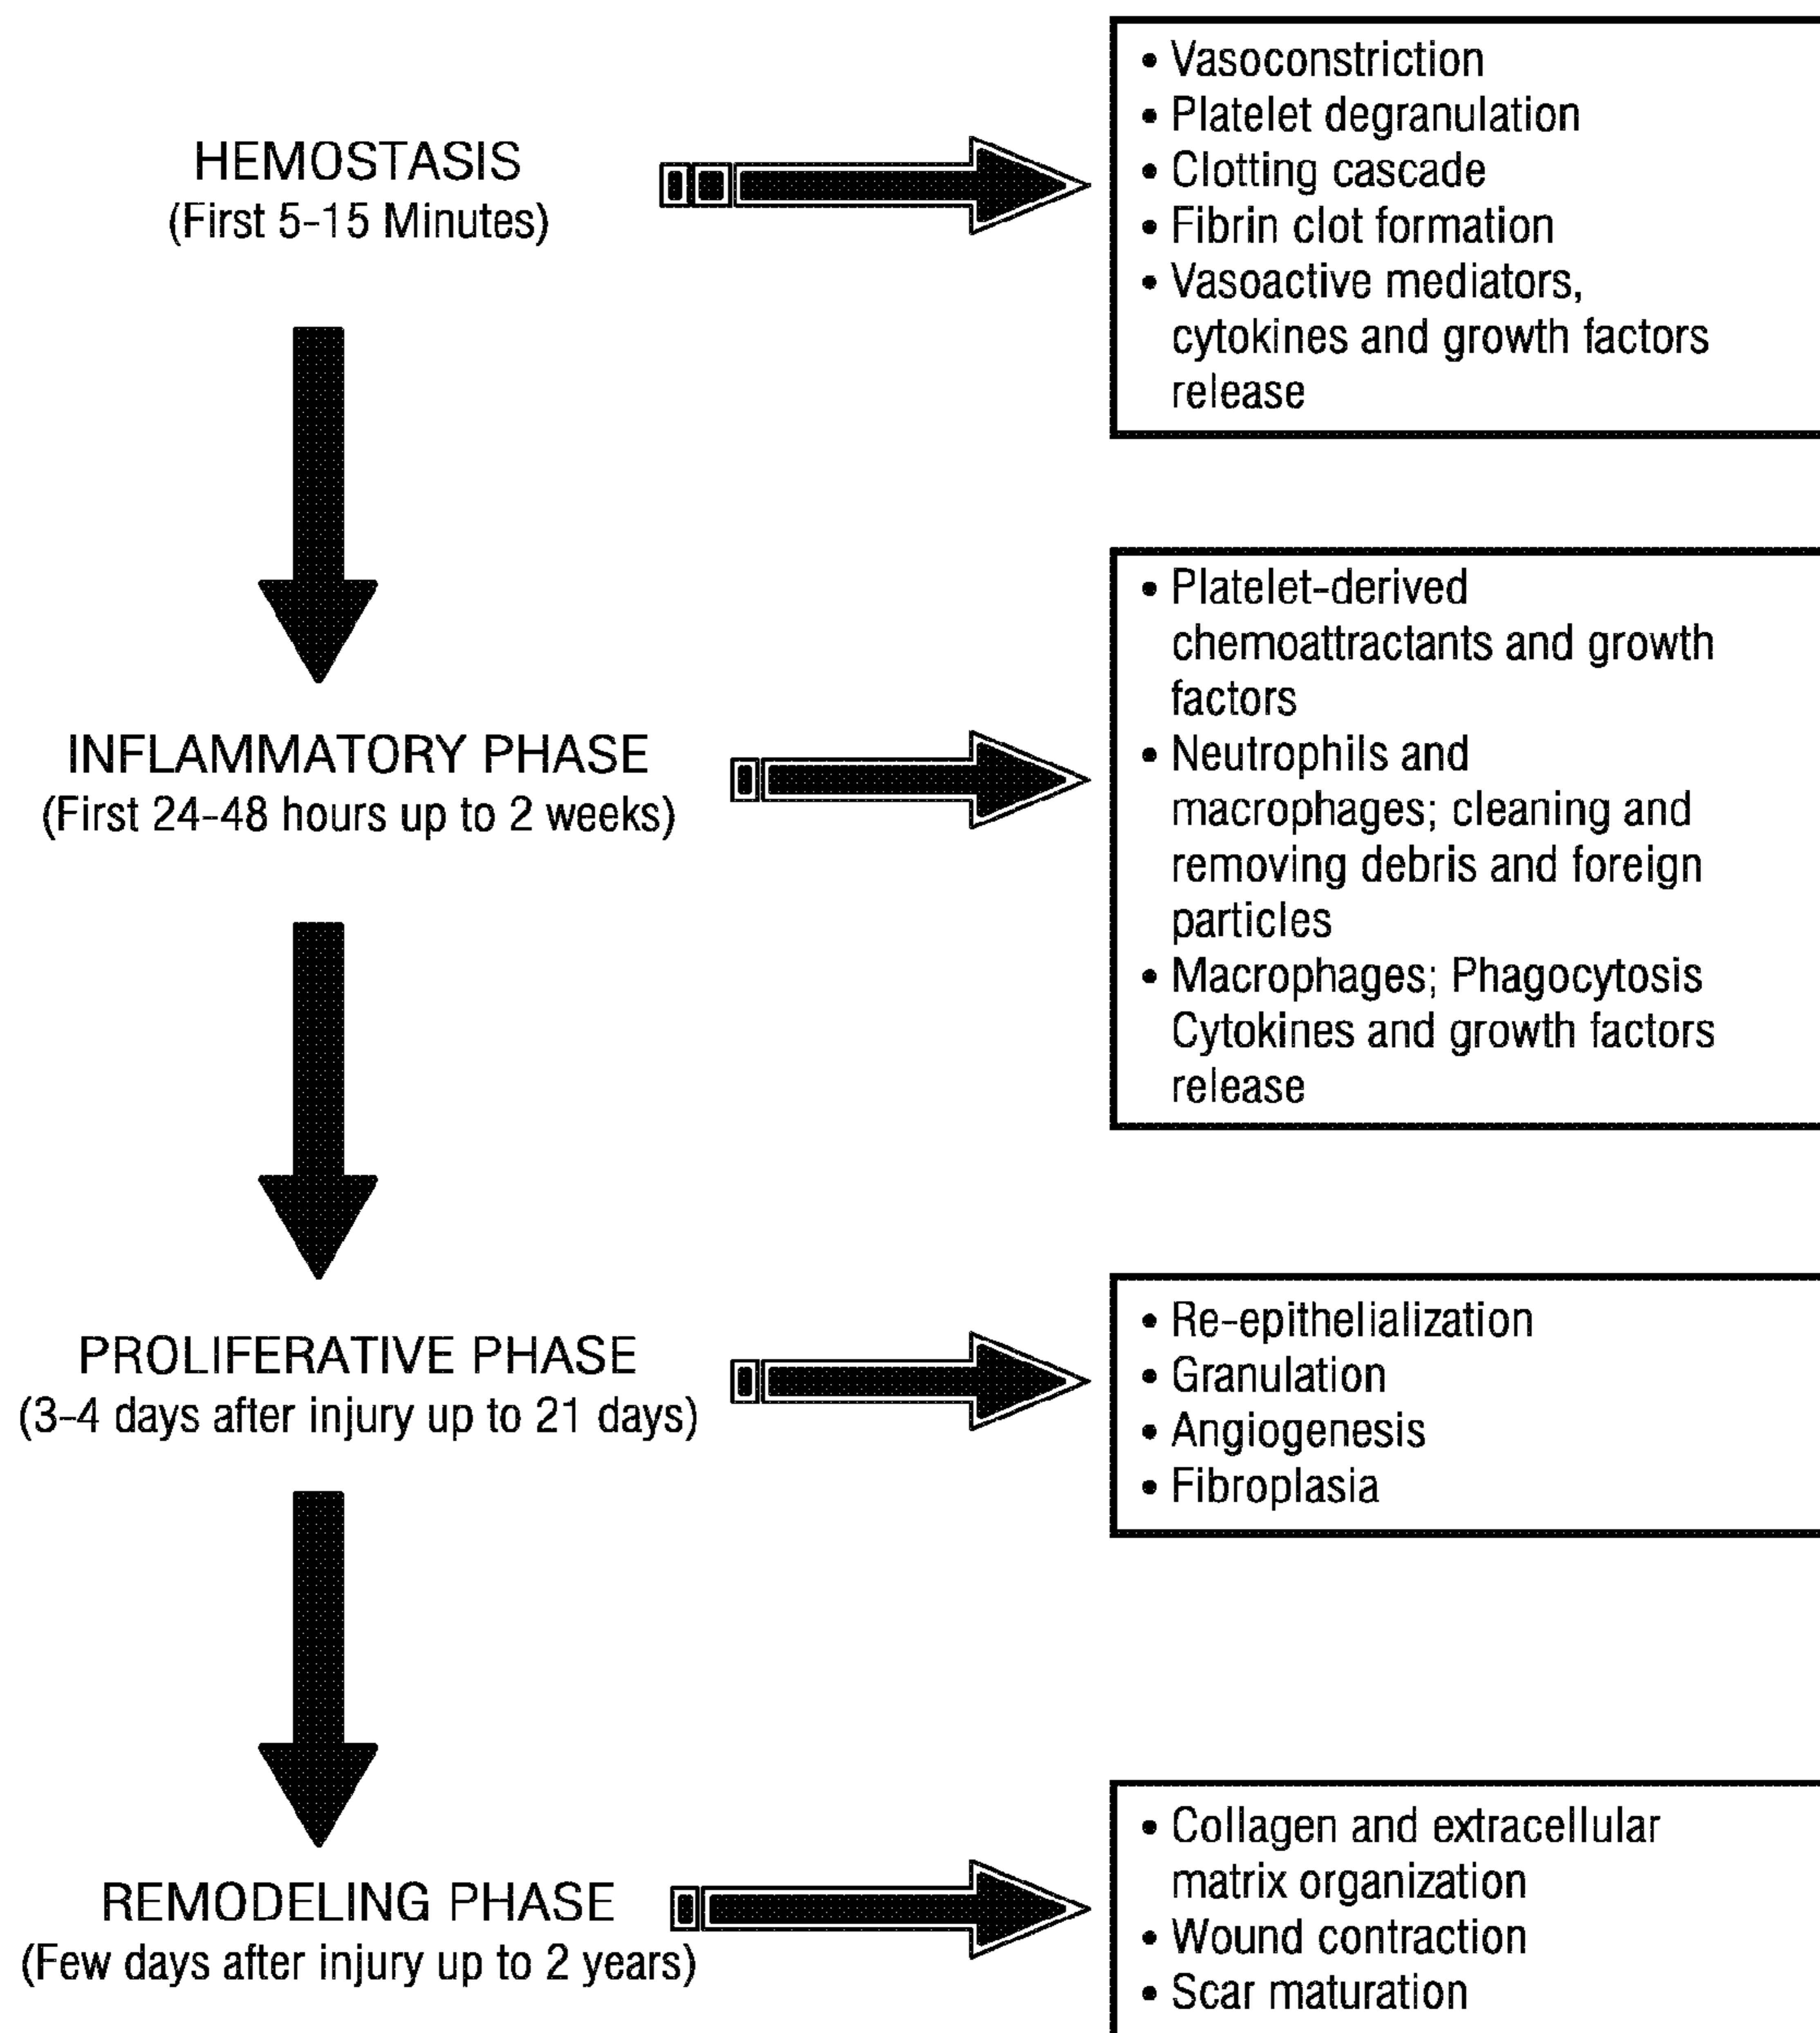 HEMOSTASIS
(First 5-15 Minutes)
• Vasoconstriction
• Platelet degranulation
• Clotting cascade
• Fibrin clot formation
• Vasoactive mediators,
cytokines and growth factors
release
INFLAMMATORY PHASE
(First 24-48 hours up to 2 weeks)
• Platelet-derived
chemoattractants and growth
factors
• Neutrophils and
macrophages; cleaning and
removing debris and foreign
particles
• Macrophages; Phagocytosis
Cytokines and growth factors
release
PROLIFERATIVE PHASE
(3-4 days after injury up to 21 days)
• Re-epithelialization
• Granulation
• Angiogenesis
• Fibroplasia
REMODELING PHASE
(Few days after injury up to 2 years)
• Collagen and extracellular
matrix organization
• Wound contraction
• Scar maturation